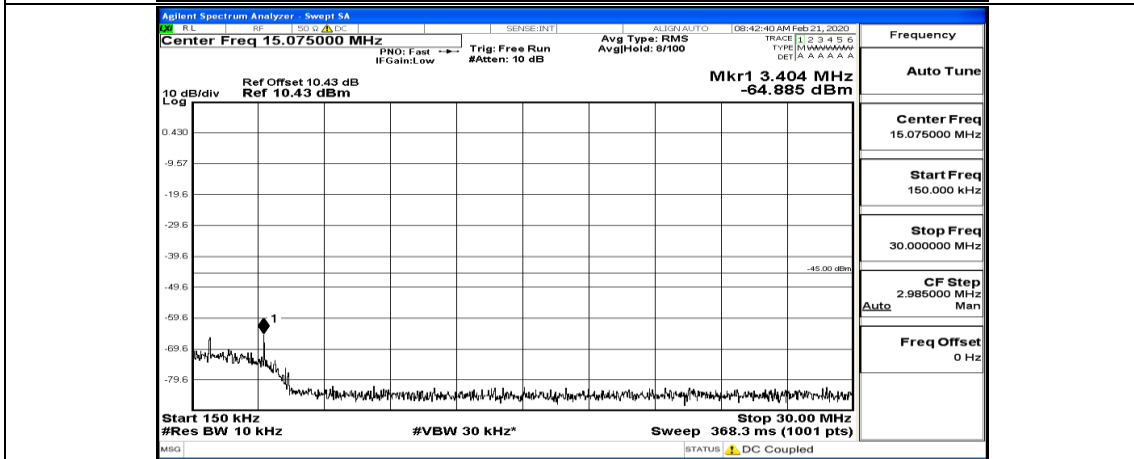 Agilent Spectrum Analyzer - Swept SA
LXI RL RF 50 Ω DC SENSE:INT ALIGN AUTO 08:42:40 AM Feb 21, 2020
Center Freq 15.075000 MHz
PNO: Fast
IFGain:Low
Trig: Free Run
#Atten: 10 dB
Avg Type: RMS
Avg|Hold: 8/100
TRACE 1 2 3 4 5 6
TYPE M W W W W W
DET A A A A A A
Ref Offset 10.43 dB
10 dB/div Ref 10.43 dBm
Log
Mkr1 3.404 MHz
-64.885 dBm
0.430
-9.57
-19.6
-29.6
-39.6
-45.00 dBm
-49.6
-59.6
1
-69.6
-79.6
Start 150 kHz Stop 30.00 MHz
#Res BW 10 kHz #VBW 30 kHz* Sweep 368.3 ms (1001 pts)
MSG STATUS DC Coupled
Frequency
Auto Tune
Center Freq
15.075000 MHz
Start Freq
150.000 kHz
Stop Freq
30.000000 MHz
CF Step
2.985000 MHz
Auto Man
Freq Offset
0 Hz